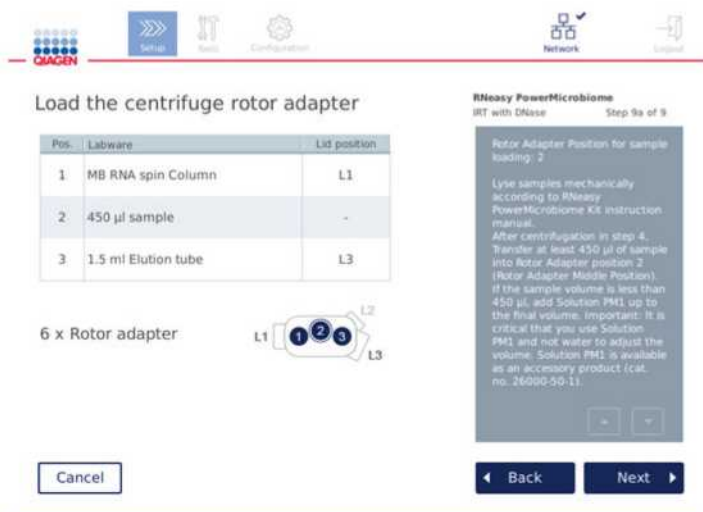 QIAGEN
Setup
Tools
Configuration
Network
Logout
Load the centrifuge rotor adapter
Pos. Labware Lid position
1 MB RNA spin Column L1
2 450 µl sample -
3 1.5 ml Elution tube L3
6 x Rotor adapter
L1 1 2 3 L2
L3
RNeasy PowerMicrobiome
IRT with DNase Step 9a of 9
Rotor Adapter Position for sample
loading: 2
Lyse samples mechanically
according to RNeasy
PowerMicrobiome Kit instruction
manual.
After centrifugation in step 4,
Transfer at least 450 µl of sample
into Rotor Adapter position 2
(Rotor Adapter Middle Position).
If the sample volume is less than
450 µl, add Solution PM1 up to
the final volume. Important: It is
critical that you use Solution
PM1 and not water to adjust the
volume. Solution PM1 is available
as an accessory product (cat.
no. 26000-50-1).
Cancel
Back
Next